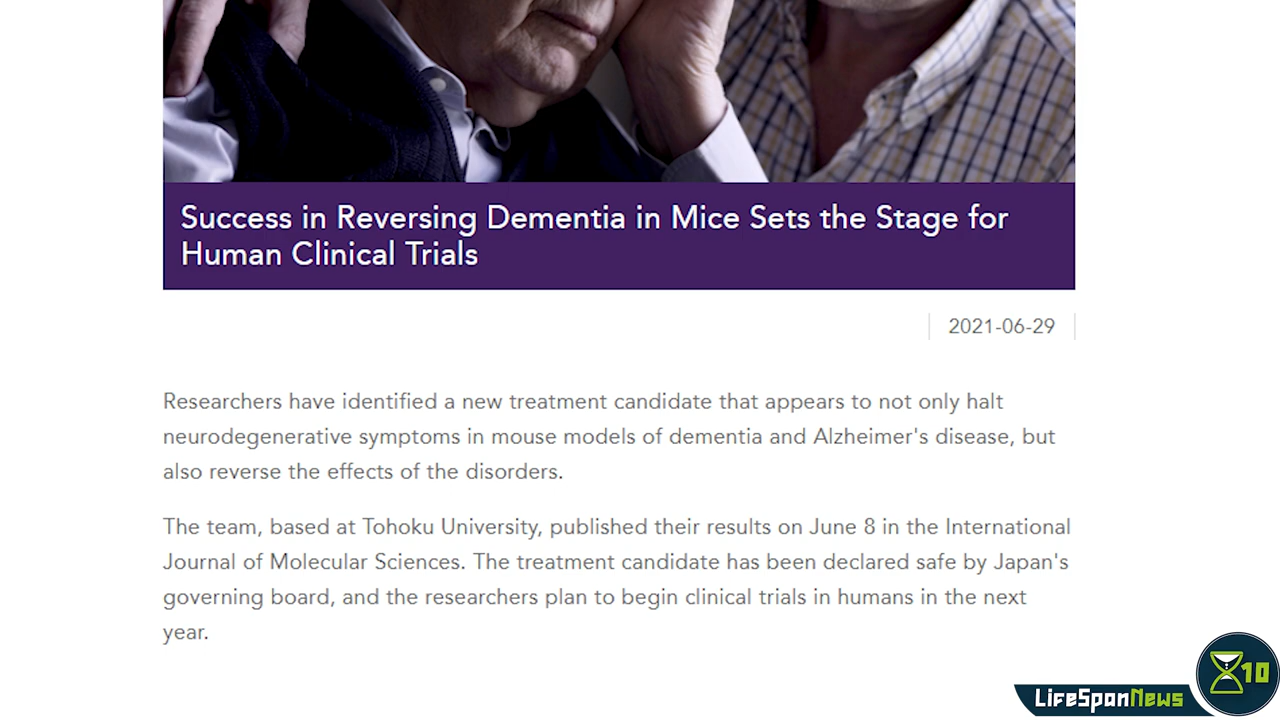 Success in Reversing Dementia in Mice Sets the Stage for
Human Clinical Trials
2021-06-29
Researchers have identified a new treatment candidate that appears to not only halt
neurodegenerative symptoms in mouse models of dementia and Alzheimer's disease, but
also reverse the effects of the disorders.
The team, based at Tohoku University, published their results on June 8 in the International
Journal of Molecular Sciences. The treatment candidate has been declared safe by Japan's
governing board, and the researchers plan to begin clinical trials in humans in the next
year.
LifeSpanNews
10